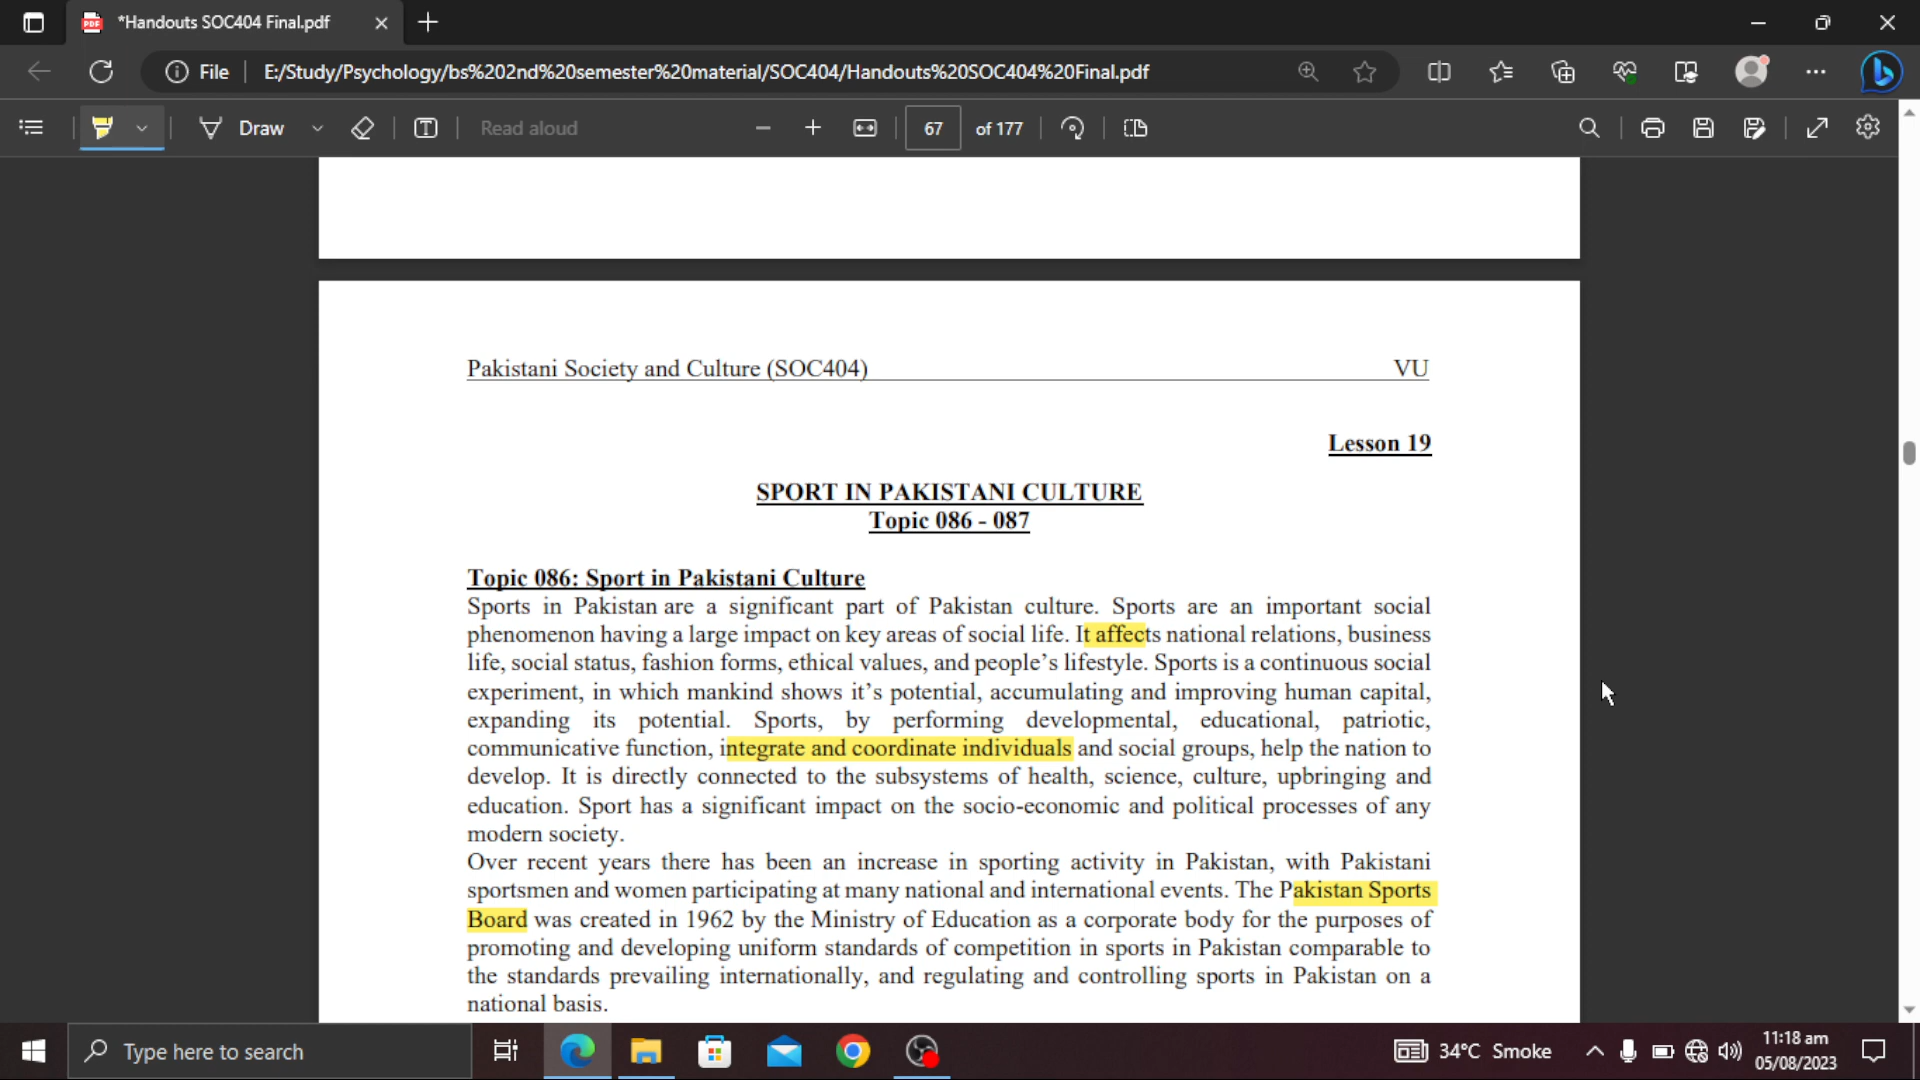 *Handouts SOC404 Final.pdf
File
E:/Study/Psychology/bs%202nd%20semester%20material/SOC404/Handouts%20SOC404%20Final.pdf
Draw
Read aloud
67
of 177
Pakistani Society and Culture (SOC404) VU
Lesson 19
SPORT IN PAKISTANI CULTURE
Topic 086 - 087
Topic 086: Sport in Pakistani Culture
Sports in Pakistan are a significant part of Pakistan culture. Sports are an important social
phenomenon having a large impact on key areas of social life. It affects national relations, business
life, social status, fashion forms, ethical values, and people’s lifestyle. Sports is a continuous social
experiment, in which mankind shows it’s potential, accumulating and improving human capital,
expanding its potential. Sports, by performing developmental, educational, patriotic,
communicative function, integrate and coordinate individuals and social groups, help the nation to
develop. It is directly connected to the subsystems of health, science, culture, upbringing and
education. Sport has a significant impact on the socio-economic and political processes of any
modern society.
Over recent years there has been an increase in sporting activity in Pakistan, with Pakistani
sportsmen and women participating at many national and international events. The Pakistan Sports
Board was created in 1962 by the Ministry of Education as a corporate body for the purposes of
promoting and developing uniform standards of competition in sports in Pakistan comparable to
the standards prevailing internationally, and regulating and controlling sports in Pakistan on a
national basis.
Type here to search
34°C Smoke
11:18 am
05/08/2023